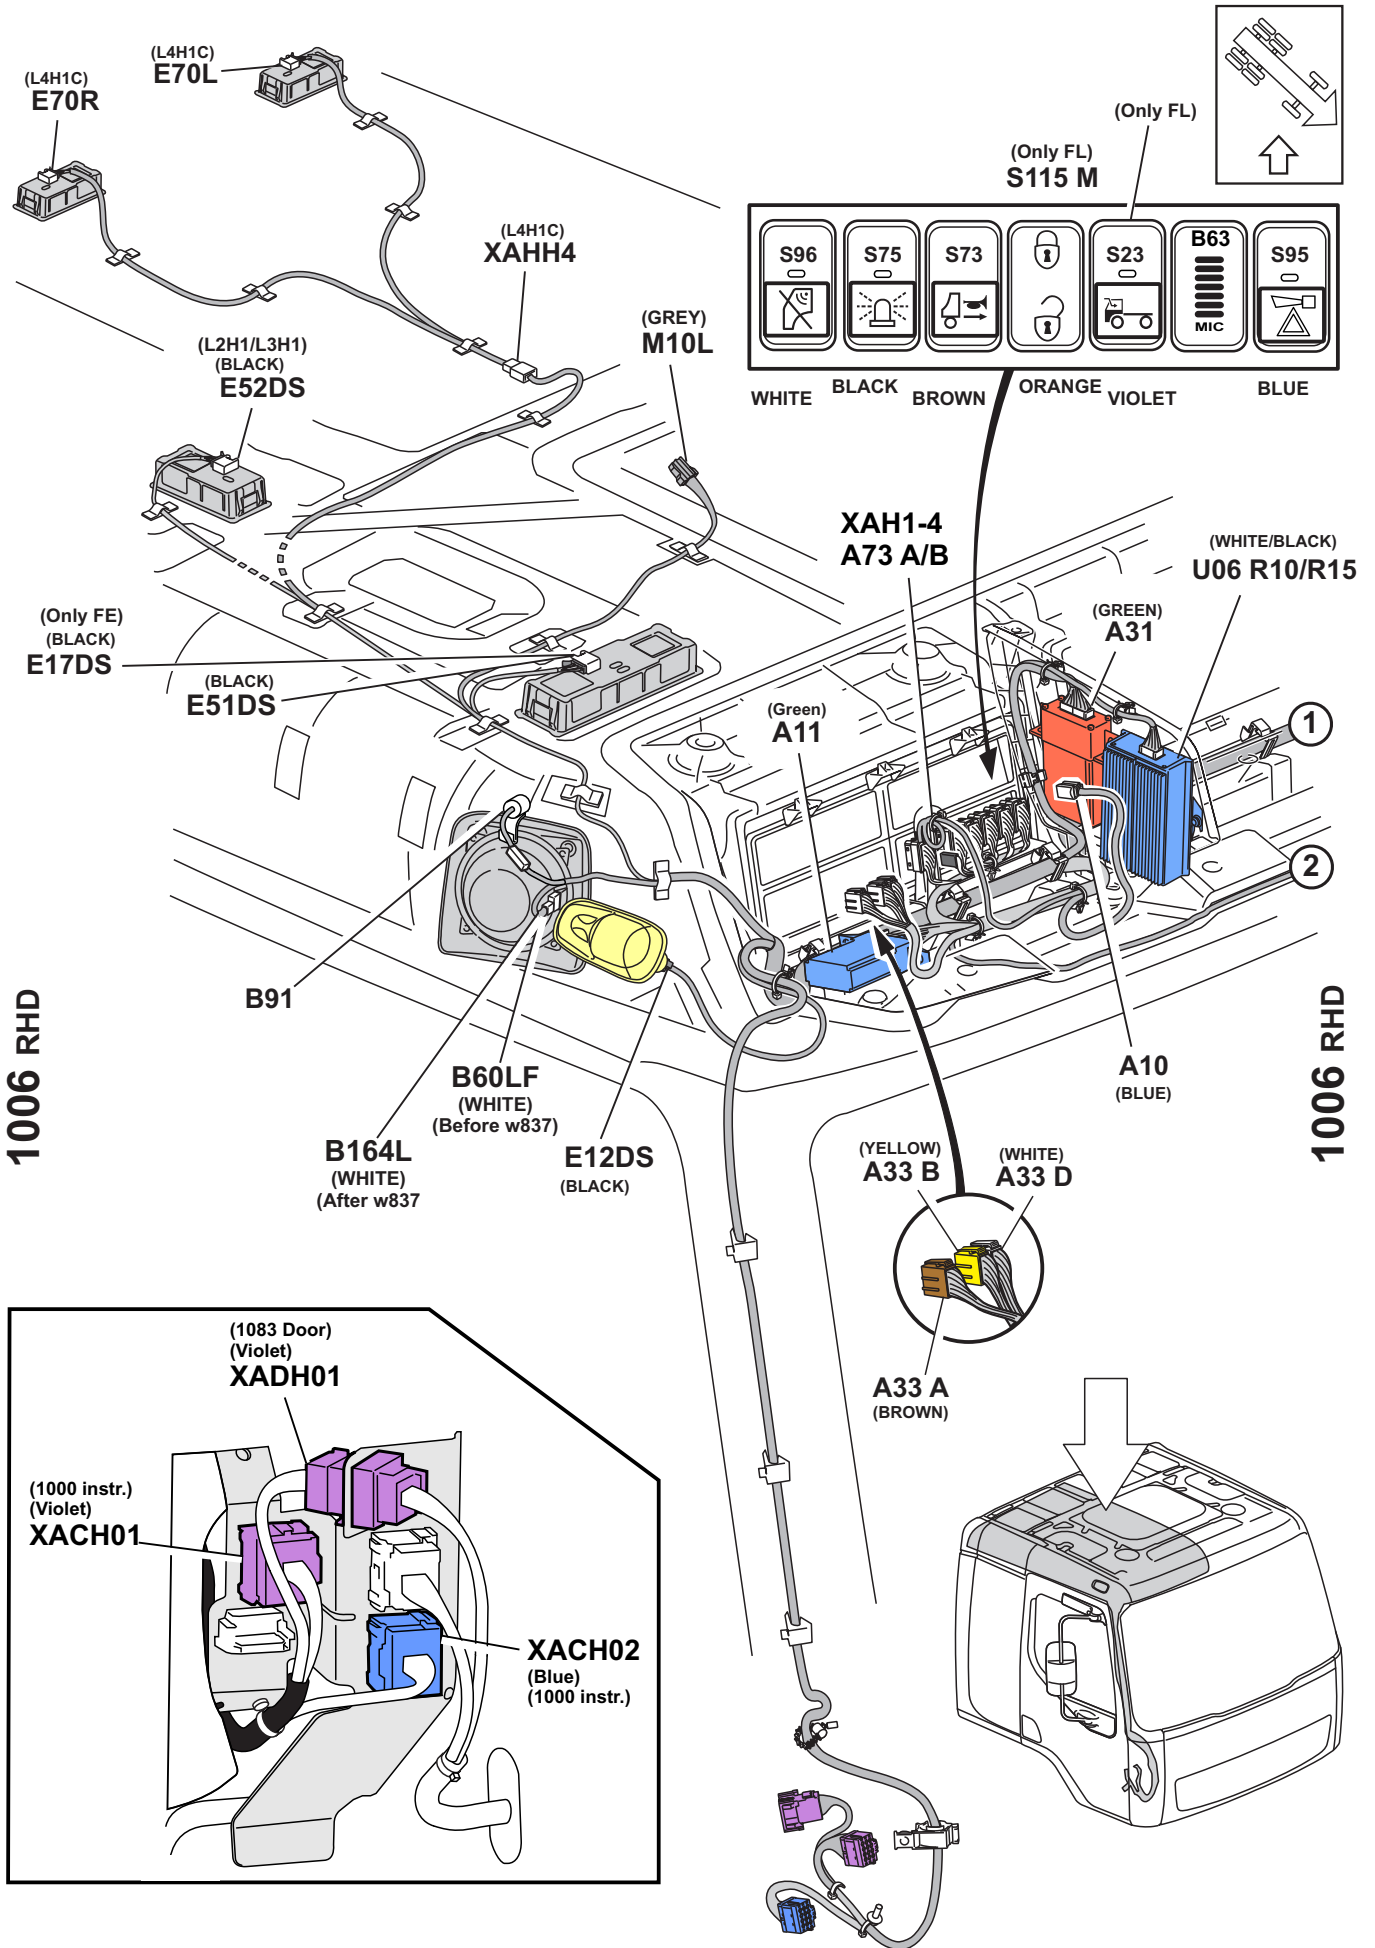 (L4H1C)
E70L
(L4H1C)
E70R
(Only FL)
(Only FL)
S115 M
S96
S75
S73
S23
B63
MIC
S95
WHITE
BLACK
BROWN
ORANGE
VIOLET
BLUE
(L4H1C)
XAHH4
(GREY)
M10L
(L2H1/L3H1)
(BLACK)
E52DS
XAH1-4
A73 A/B
(WHITE/BLACK)
U06 R10/R15
(GREEN)
A31
(Only FE)
(BLACK)
E17DS
(BLACK)
E51DS
(Green)
A11
1
2
B91
B60LF
(WHITE)
(Before w837)
B164L
(WHITE)
(After w837
E12DS
(BLACK)
A10
(BLUE)
1006 RHD
1006 RHD
(YELLOW)
A33 B
(WHITE)
A33 D
A33 A
(BROWN)
(1083 Door)
(Violet)
XADH01
(1000 instr.)
(Violet)
XACH01
XACH02
(Blue)
(1000 instr.)